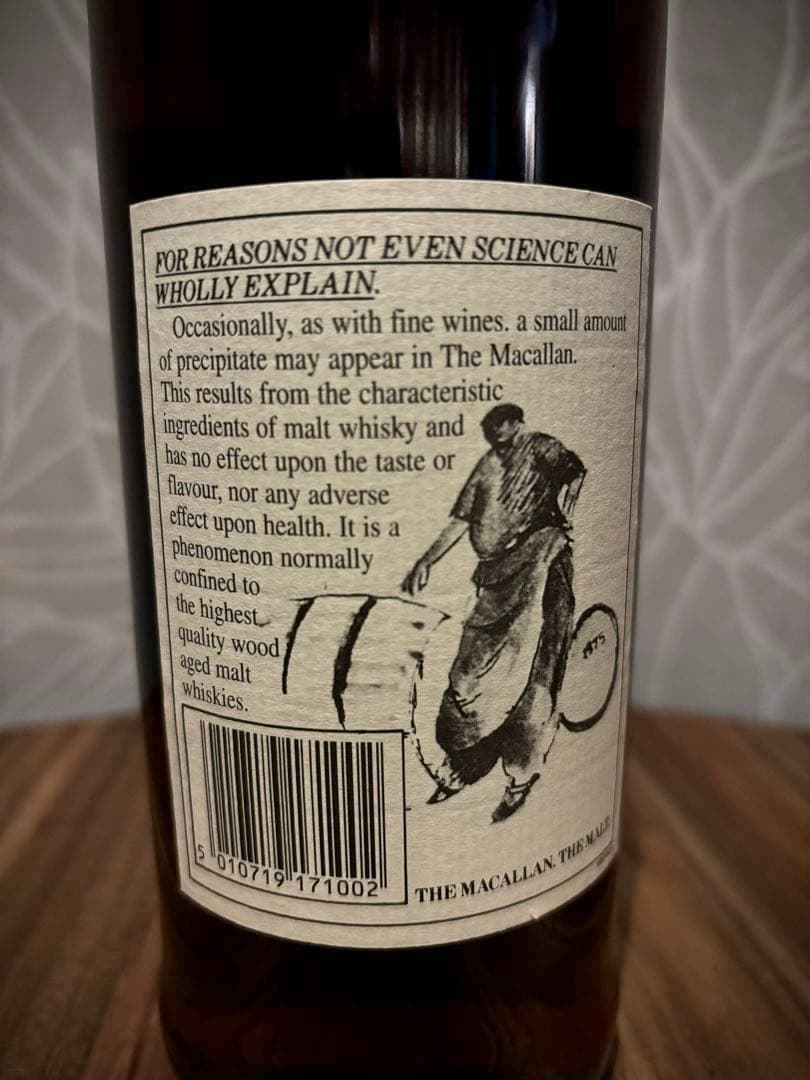 FOR REASONS NOT EVEN SCIENCE CAN
WHOLLY EXPLAIN.
Occasionally, as with fine wines. a small amount
of precipitate may appear in The Macallan.
This results from the characteristic
ingredients of malt whisky and
has no effect upon the taste or
flavour, nor any adverse
effect upon health. It is a
phenomenon normally
confined to
the highest
quality wood
aged malt
whiskies.
1975
5 010719 171002
THE MACALLAN. THE MALT.